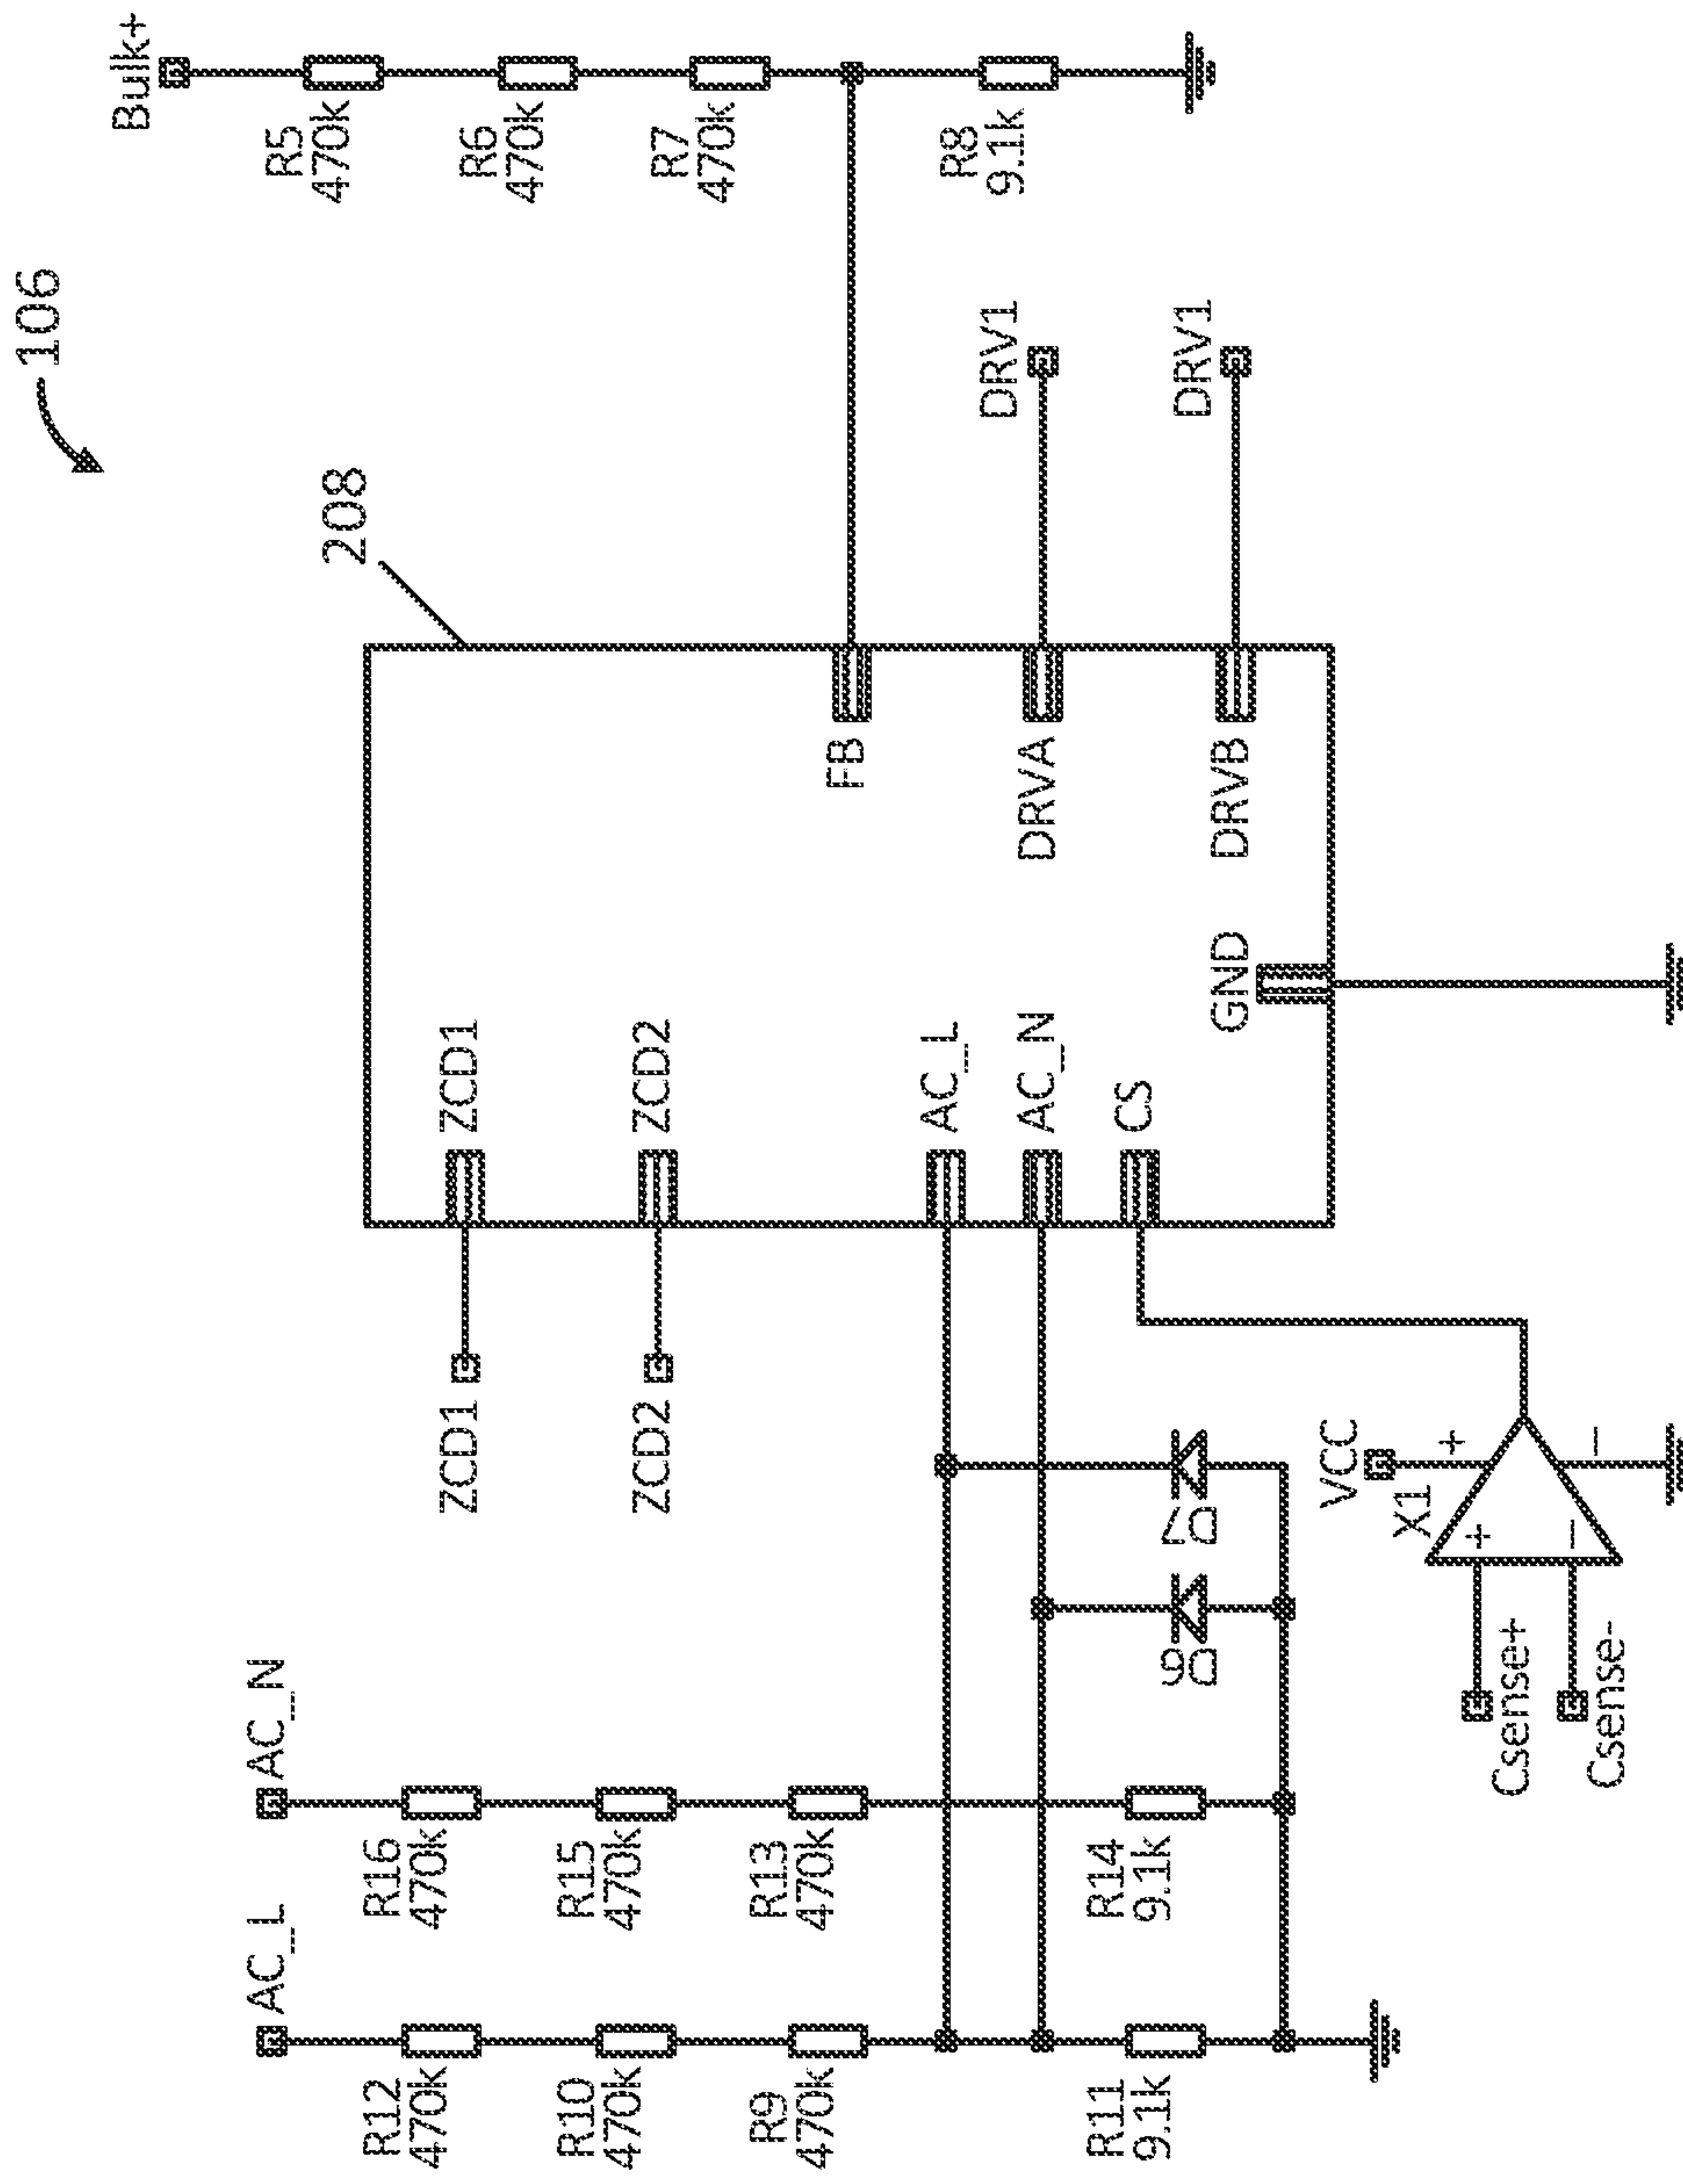 106
208
Bulk+
R5
470k
R6
470k
R7
470k
R8
9.1k
DRV1
DRV1
FB
DRVA
DRVB
GND
ZCD1
ZCD2
AC_L
AC_N
CS
ZCD1
ZCD2
AC_L
AC_N
R12
470k
R10
470k
R9
470k
R11
9.1k
R16
470k
R15
470k
R13
470k
R14
9.1k
D6
D7
VCC
X1
+
−
+
−
Csense+
Csense-